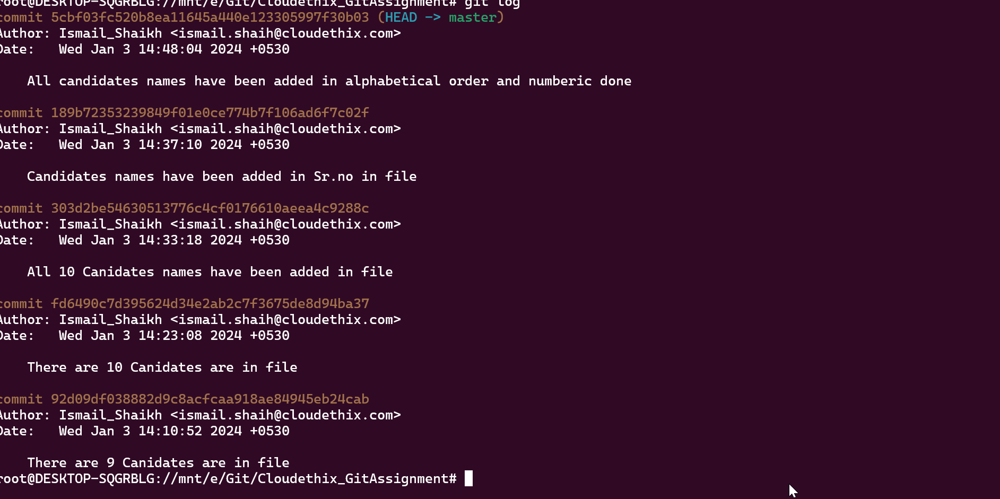 root@DESKTOP-SQGRBLG://mnt/e/Git/Cloudethix_GitAssignment# git log
commit 5cbf03fc520b8ea11645a440e123305997f30b03 (HEAD -> master)
Author: Ismail_Shaikh <ismail.shaih@cloudethix.com>
Date:   Wed Jan 3 14:48:04 2024 +0530
All candidates names have been added in alphabetical order and numberic done
commit 189b72353239849f01e0ce774b7f106ad6f7c02f
Author: Ismail_Shaikh <ismail.shaih@cloudethix.com>
Date:   Wed Jan 3 14:37:10 2024 +0530
Candidates names have been added in Sr.no in file
commit 303d2be54630513776c4cf0176610aeea4c9288c
Author: Ismail_Shaikh <ismail.shaih@cloudethix.com>
Date:   Wed Jan 3 14:33:18 2024 +0530
All 10 Canidates names have been added in file
commit fd6490c7d395624d34e2ab2c7f3675de8d94ba37
Author: Ismail_Shaikh <ismail.shaih@cloudethix.com>
Date:   Wed Jan 3 14:23:08 2024 +0530
There are 10 Canidates are in file
commit 92d09df038882d9c8acfcaa918ae84945eb24cab
Author: Ismail_Shaikh <ismail.shaih@cloudethix.com>
Date:   Wed Jan 3 14:10:52 2024 +0530
There are 9 Canidates are in file
root@DESKTOP-SQGRBLG://mnt/e/Git/Cloudethix_GitAssignment#